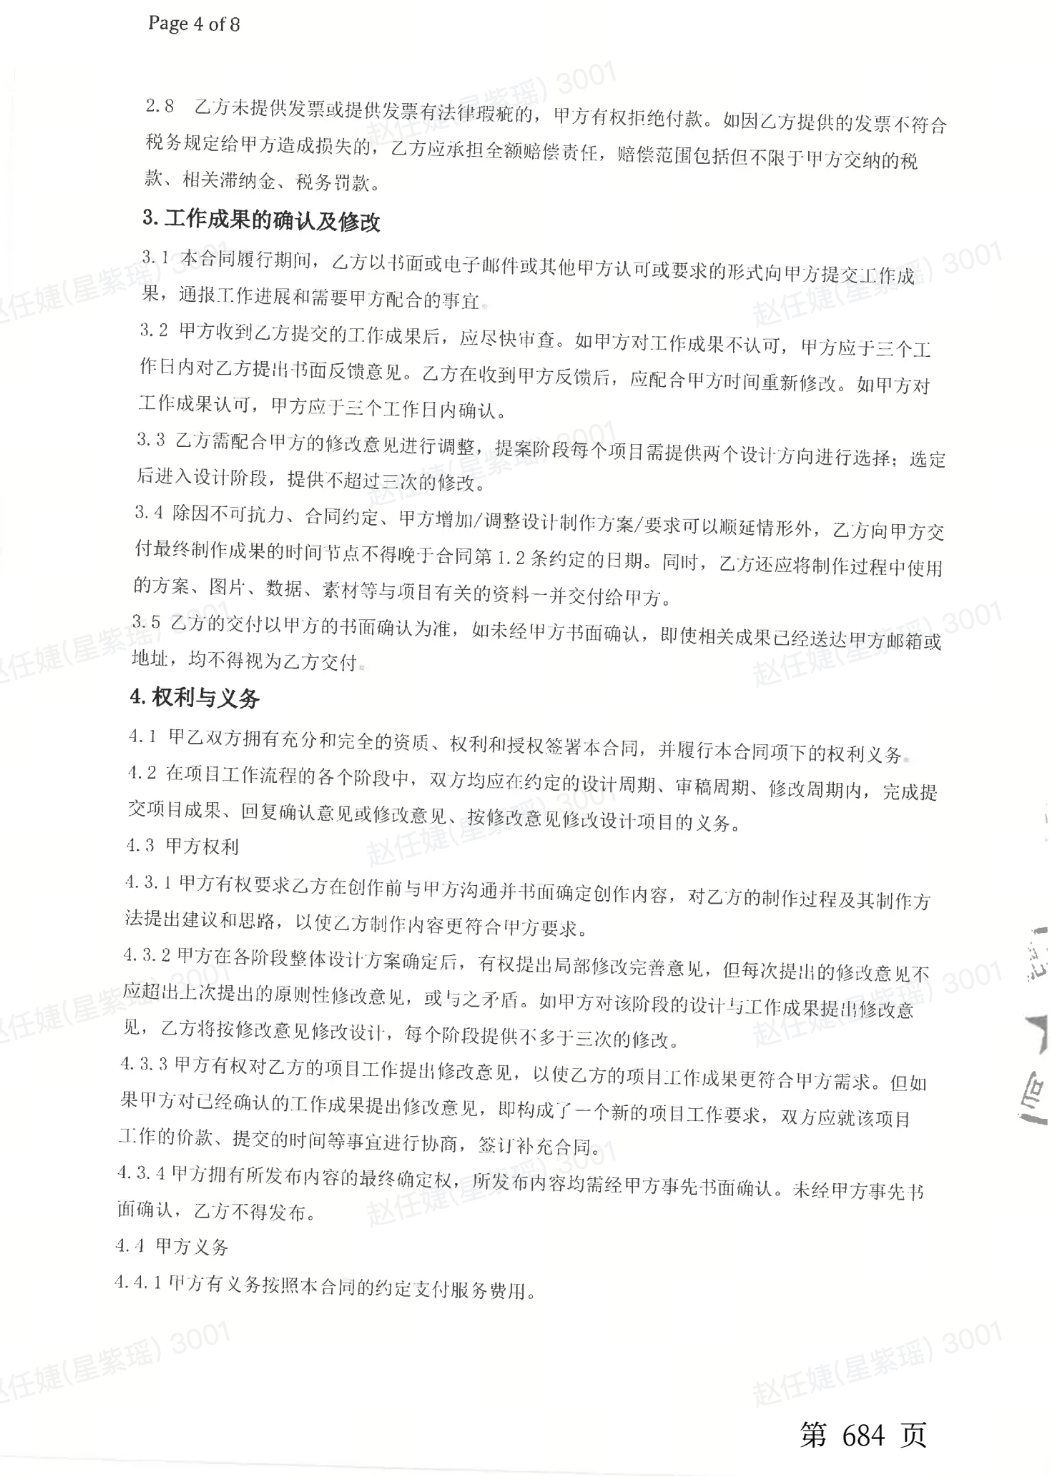 Page 4 of 8
2.8 乙方未提供发票或提供发票有法律瑕疵的，甲方有权拒绝付款。如因乙方提供的发票不符合
税务规定给甲方造成损失的，乙方应承担全额赔偿责任，赔偿范围包括但不限于甲方交纳的税
款、相关滞纳金、税务罚款。
3. 工作成果的确认及修改
3.1 本合同履行期间，乙方以书面或电子邮件或其他甲方认可或要求的形式向甲方提交工作成
果，通报工作进展和需要甲方配合的事宜。
3.2 甲方收到乙方提交的工作成果后，应尽快审查。如甲方对工作成果不认可，甲方应于三个工
作日内对乙方提出书面反馈意见。乙方在收到甲方反馈后，应配合甲方时间重新修改。如甲方对
工作成果认可，甲方应于三个工作日内确认。
3.3 乙方需配合甲方的修改意见进行调整，提案阶段每个项目需提供两个设计方向进行选择；选定
后进入设计阶段，提供不超过三次的修改。
3.4 除因不可抗力、合同约定、甲方增加/调整设计制作方案/要求可以顺延情形外，乙方向甲方交
付最终制作成果的时间节点不得晚于合同第 1.2 条约定的日期。同时，乙方还应将制作过程中使用
的方案、图片、数据、素材等与项目有关的资料一并交付给甲方。
3.5 乙方的交付以甲方的书面确认为准，如未经甲方书面确认，即使相关成果已经送达甲方邮箱或
地址，均不得视为乙方交付。
4. 权利与义务
4.1 甲乙双方拥有充分和完全的资质、权利和授权签署本合同，并履行本合同项下的权利义务。
4.2 在项目工作流程的各个阶段中，双方均应在约定的设计周期、审稿周期、修改周期内，完成提
交项目成果、回复确认意见或修改意见、按修改意见修改设计项目的义务。
4.3 甲方权利
4.3.1 甲方有权要求乙方在创作前与甲方沟通并书面确定创作内容，对乙方的制作过程及其制作方
法提出建议和思路，以使乙方制作内容更符合甲方要求。
4.3.2 甲方在各阶段整体设计方案确定后，有权提出局部修改完善意见，但每次提出的修改意见不
应超出上次提出的原则性修改意见，或与之矛盾。如甲方对该阶段的设计与工作成果提出修改意
见，乙方将按修改意见修改设计，每个阶段提供不多于三次的修改。
4.3.3 甲方有权对乙方的项目工作提出修改意见，以使乙方的项目工作成果更符合甲方需求。但如
果甲方对已经确认的工作成果提出修改意见，即构成了一个新的项目工作要求，双方应就该项目
工作的价款、提交的时间等事宜进行协商，签订补充合同。
4.3.4 甲方拥有所发布内容的最终确定权，所发布内容均需经甲方事先书面确认。未经甲方事先书
面确认，乙方不得发布。
4.4 甲方义务
4.4.1 甲方有义务按照本合同的约定支付服务费用。
第 684 页
赵任婕(星紫瑶) 3001